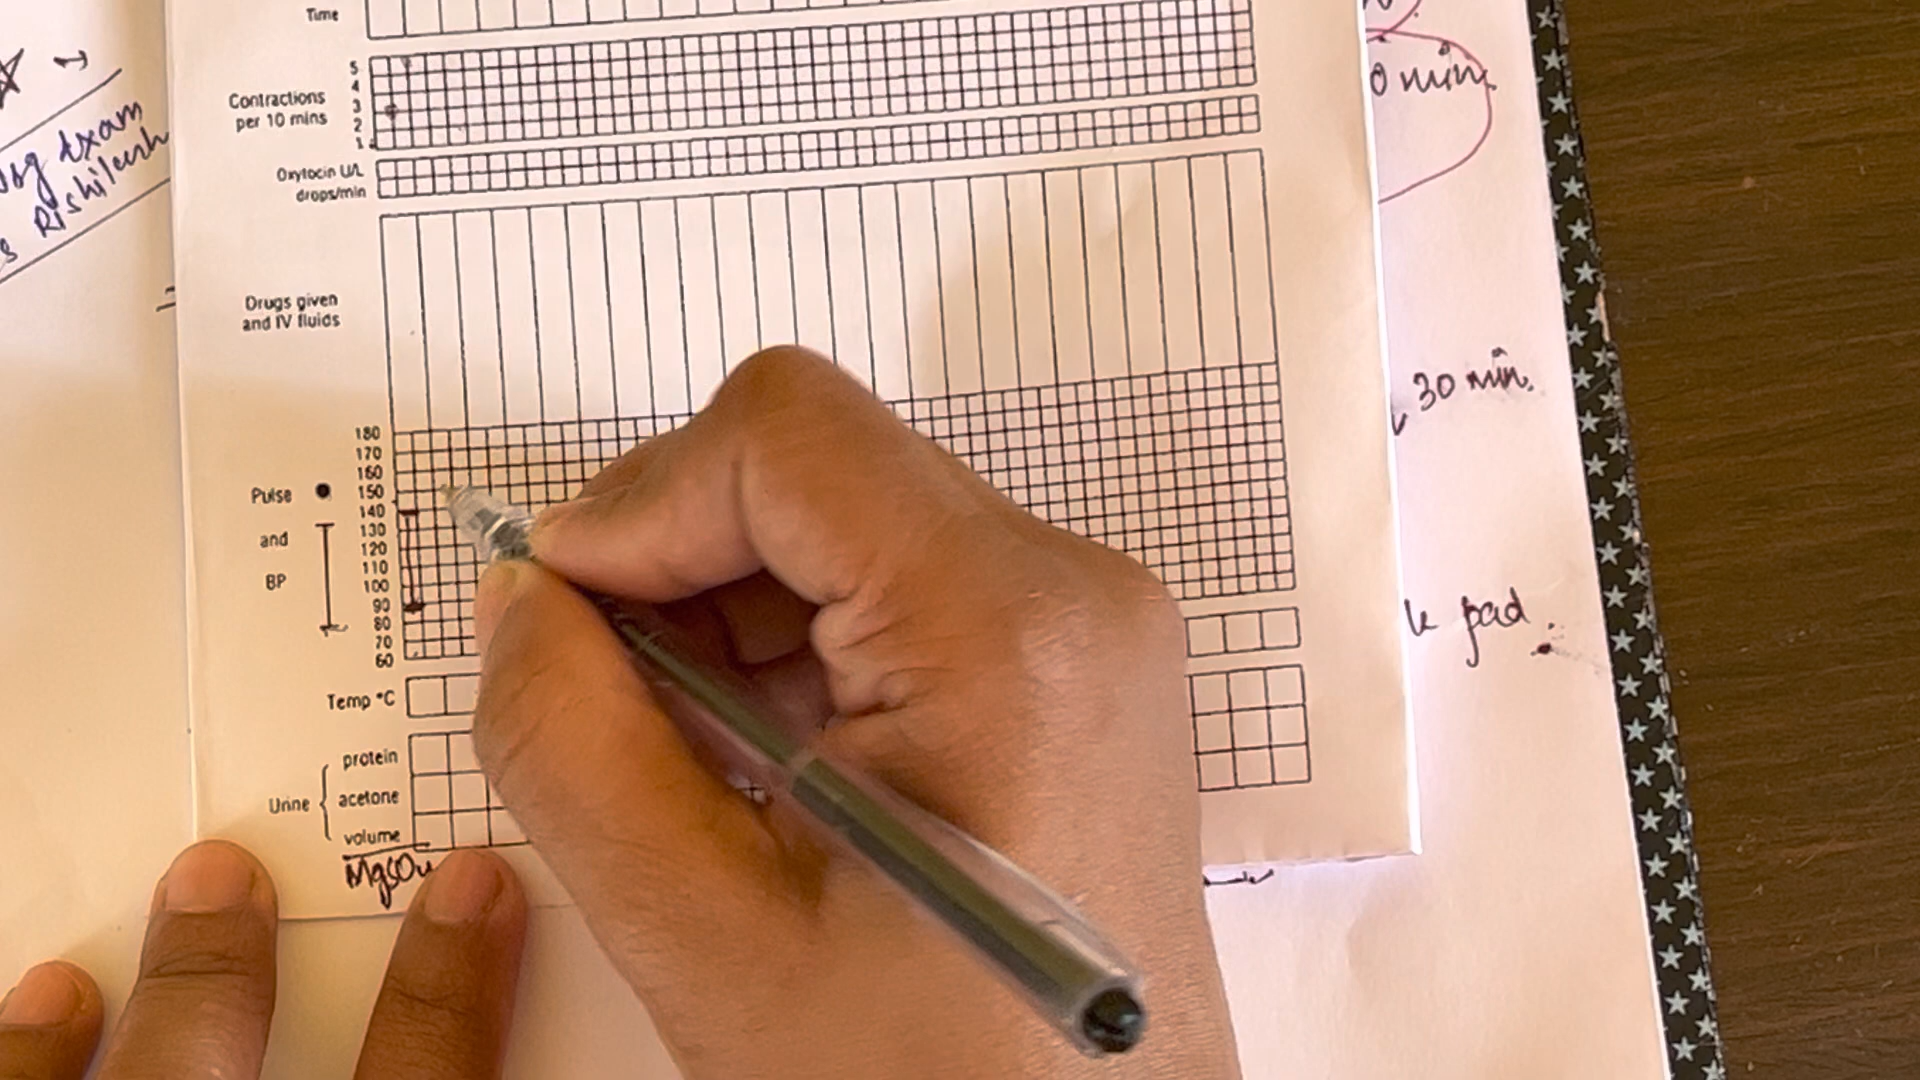 Time
5
4
3
2
1
Contractions
per 10 mins
Oxytocin U/L
drops/min
Drugs given
and IV fluids
180
170
160
150
140
130
120
110
100
90
80
70
60
Pulse
and
BP
Temp °C
protein
Urine
acetone
volume
MgSO4
exam
0 min
30 min.
pad.